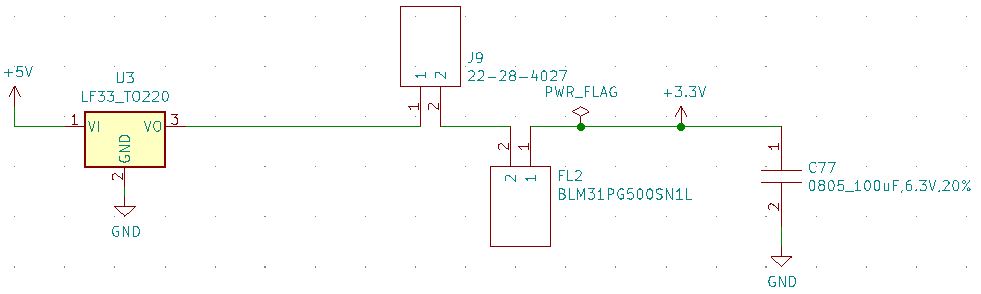 +5V
U3
LF33_TO220
1
VI
VO
3
GND
2
GND
J9
22-28-4027
1
2
1
2
PWR_FLAG
+3.3V
2
1
2
1
FL2
BLM31PG500SN1L
1
C77
0805_100uF,6.3V,20%
2
GND